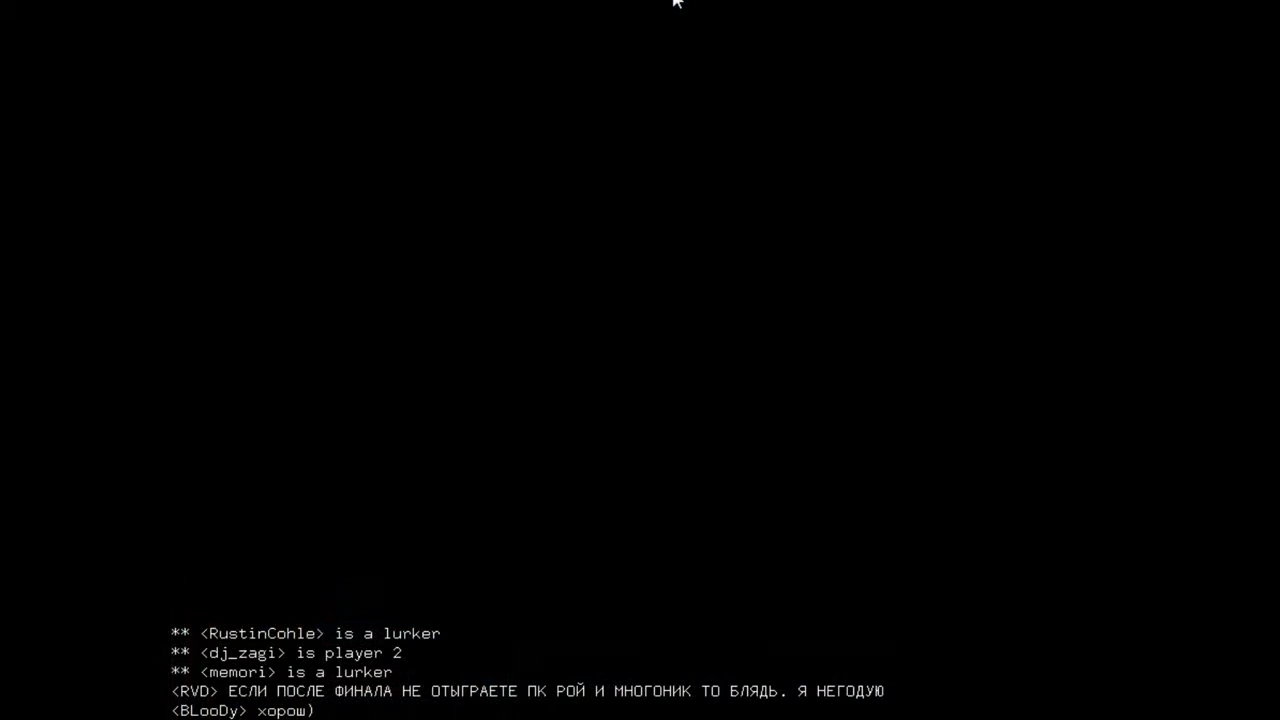 ** <RustinCohle> is a lurker
** <dj_zagi> is player 2
** <memori> is a lurker
<RVD> ЕСЛИ ПОСЛЕ ФИНАЛА НЕ ОТЫГРАЕТЕ ПК РОЙ И МНОГОНИК ТО БЛЯДЬ. Я НЕГОДУЮ
<BLooDy> хорош)